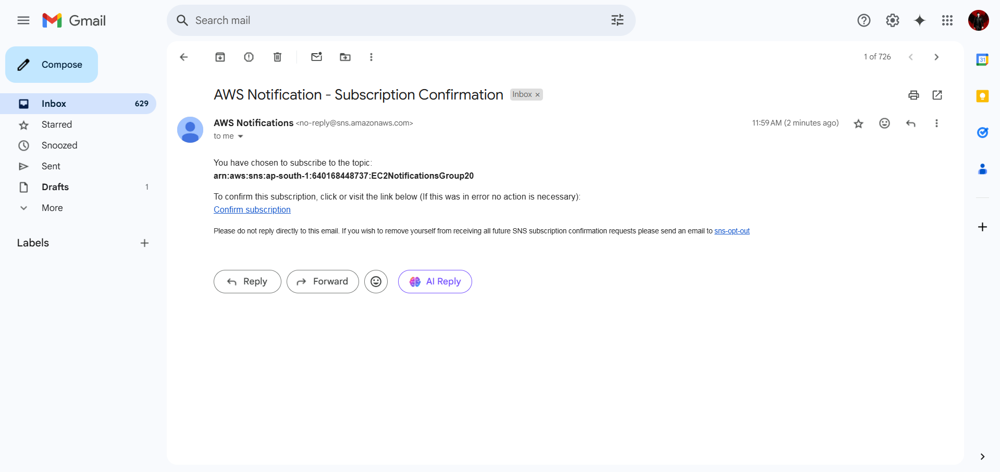 Gmail
Search mail
Compose
Inbox 629
Starred
Snoozed
Sent
Drafts 1
More
Labels
1 of 726
AWS Notification - Subscription Confirmation Inbox ×
AWS Notifications <no-reply@sns.amazonaws.com> 11:59 AM (2 minutes ago)
to me
You have chosen to subscribe to the topic:
arn:aws:sns:ap-south-1:640168448737:EC2NotificationsGroup20
To confirm this subscription, click or visit the link below (If this was in error no action is necessary):
Confirm subscription
Please do not reply directly to this email. If you wish to remove yourself from receiving all future SNS subscription confirmation requests please send an email to sns-opt-out
Reply Forward AI Reply
31